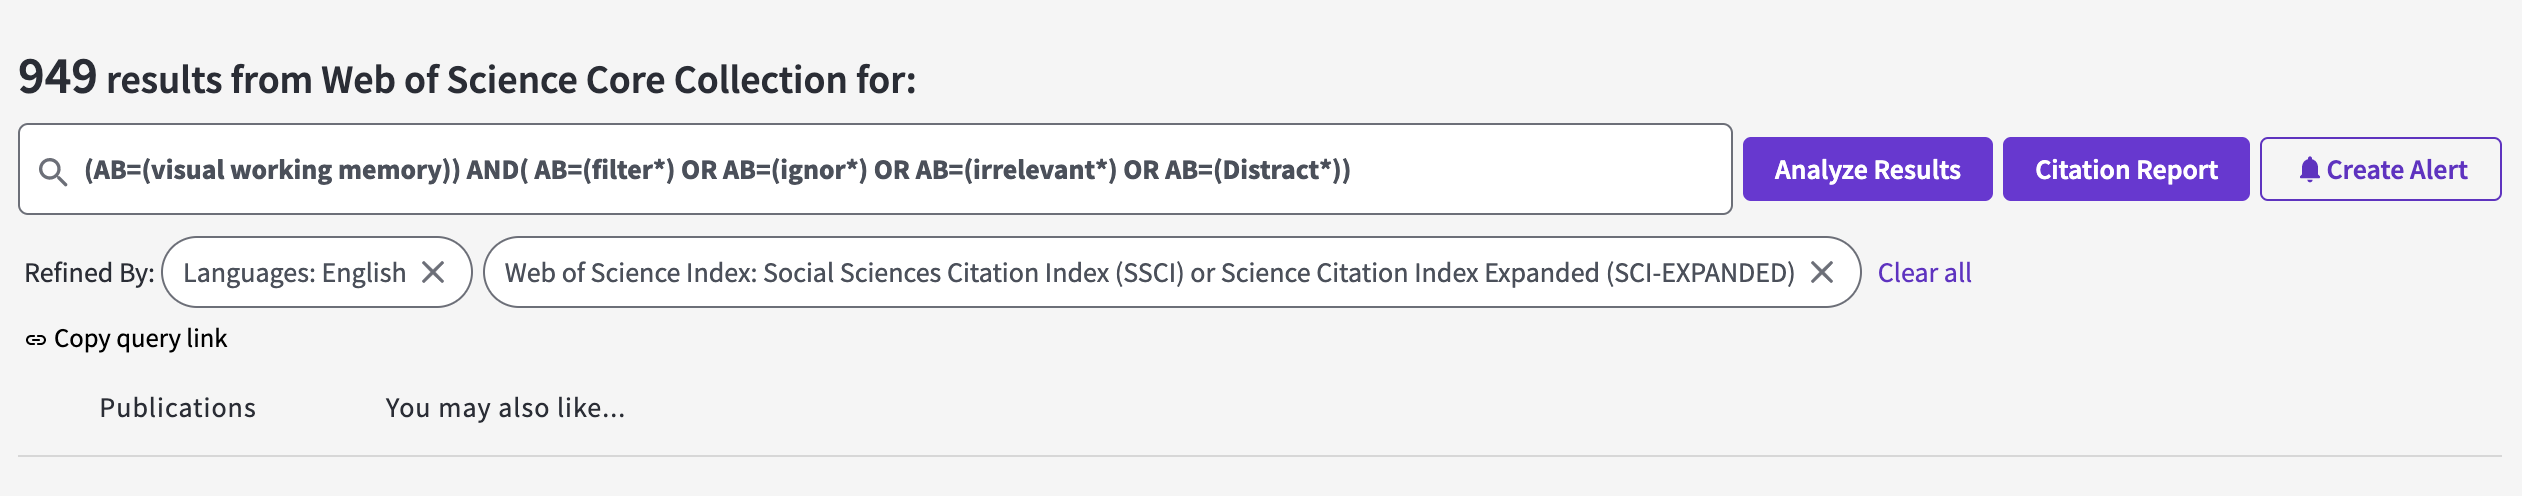 949 results from Web of Science Core Collection for:
(AB=(visual working memory)) AND( AB=(filter*) OR AB=(ignor*) OR AB=(irrelevant*) OR AB=(Distract*))
Analyze Results
Citation Report
Create Alert
Refined By:
Languages: English
Web of Science Index: Social Sciences Citation Index (SSCI) or Science Citation Index Expanded (SCI-EXPANDED)
Clear all
Copy query link
Publications
You may also like...